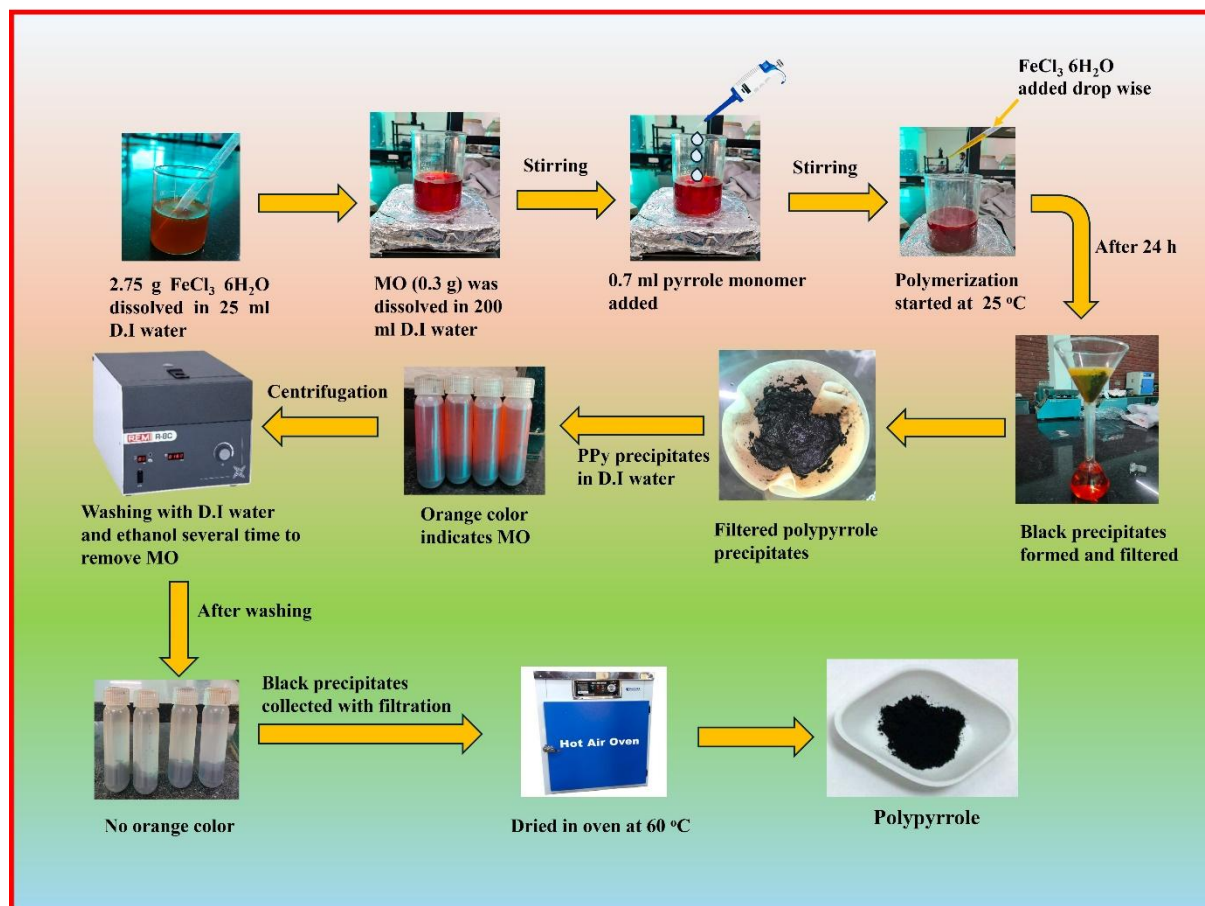 FeCl₃ 6H₂O
added drop wise
Stirring
Stirring
After 24 h
2.75 g FeCl₃ 6H₂O
dissolved in 25 ml
D.I water
MO (0.3 g) was
dissolved in 200
ml D.I water
0.7 ml pyrrole monomer
added
Polymerization
started at 25 ºC
Centrifugation
PPy precipitates
in D.I water
REMI R-8C
Washing with D.I water
and ethanol several time to
remove MO
Orange color
indicates MO
Filtered polypyrrole
precipitates
Black precipitates
formed and filtered
After washing
Black precipitates
collected with filtration
Hot Air Oven
No orange color
Dried in oven at 60 ºC
Polypyrrole